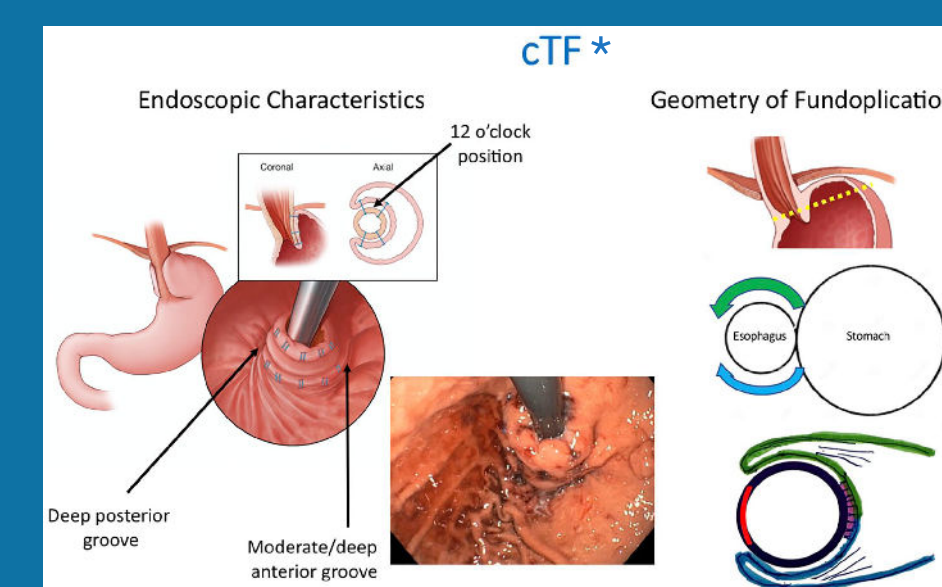 cTF *
Endoscopic Characteristics
Geometry of Fundoplicatio
12 o'clock
position
Coronal
Axial
Esophagus
Stomach
Deep posterior
groove
Moderate/deep
anterior groove